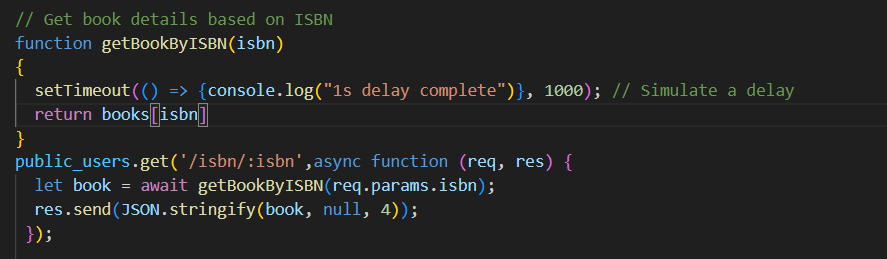 // Get book details based on ISBN
function getBookByISBN(isbn)
{
  setTimeout(() => {console.log("1s delay complete")}, 1000); // Simulate a delay
  return books[isbn]
}
public_users.get('/isbn/:isbn',async function (req, res) {
  let book = await getBookByISBN(req.params.isbn);
  res.send(JSON.stringify(book, null, 4));
 });